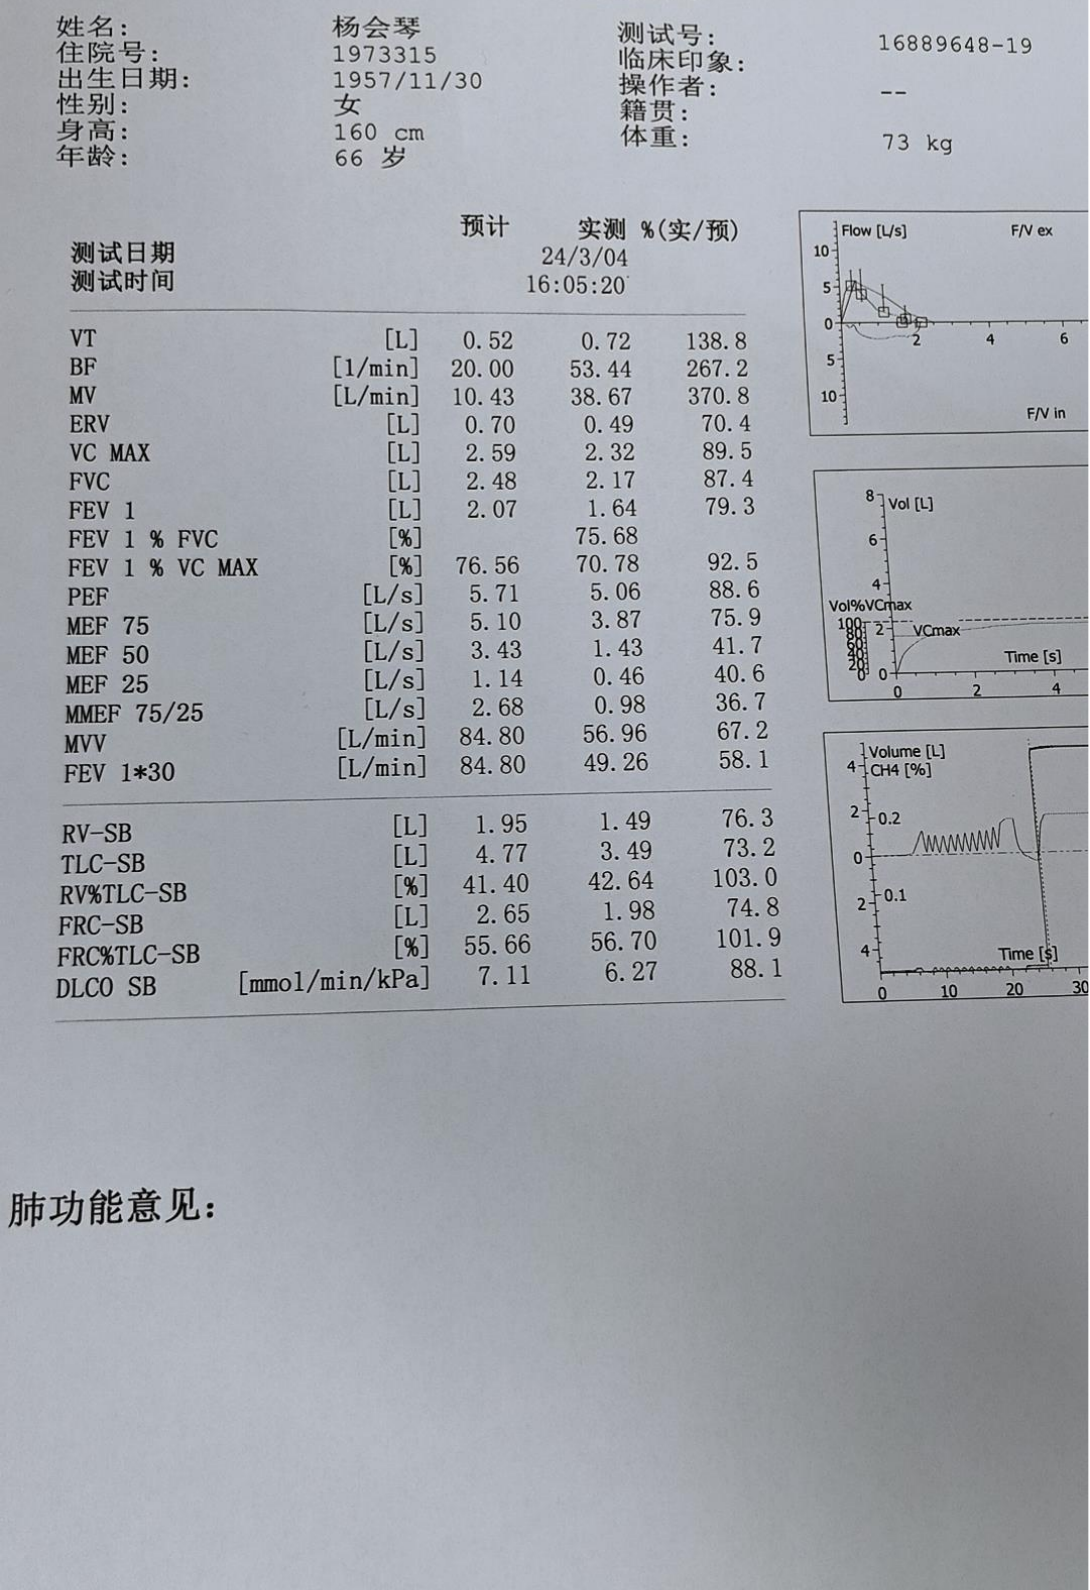 姓名: 杨会琴 测试号: 16889648-19
住院号: 1973315 临床印象:
出生日期: 1957/11/30 操作者: --
性别: 女 籍贯:
身高: 160 cm 体重: 73 kg
年龄: 66 岁
预计 实测 %(实/预)
测试日期 24/3/04
测试时间 16:05:20
VT [L] 0.52 0.72 138.8
BF [1/min] 20.00 53.44 267.2
MV [L/min] 10.43 38.67 370.8
ERV [L] 0.70 0.49 70.4
VC MAX [L] 2.59 2.32 89.5
FVC [L] 2.48 2.17 87.4
FEV 1 [L] 2.07 1.64 79.3
FEV 1 % FVC [%] 75.68
FEV 1 % VC MAX [%] 76.56 70.78 92.5
PEF [L/s] 5.71 5.06 88.6
MEF 75 [L/s] 5.10 3.87 75.9
MEF 50 [L/s] 3.43 1.43 41.7
MEF 25 [L/s] 1.14 0.46 40.6
MMEF 75/25 [L/s] 2.68 0.98 36.7
MVV [L/min] 84.80 56.96 67.2
FEV 1*30 [L/min] 84.80 49.26 58.1
RV-SB [L] 1.95 1.49 76.3
TLC-SB [L] 4.77 3.49 73.2
RV%TLC-SB [%] 41.40 42.64 103.0
FRC-SB [L] 2.65 1.98 74.8
FRC%TLC-SB [%] 55.66 56.70 101.9
DLCO SB [mmol/min/kPa] 7.11 6.27 88.1
Flow [L/s] F/V ex
10
5
0
2 4 6
5
10
F/V in
8 Vol [L]
6
4
Vol%VCmax
100 2 VCmax
80
60
40
20 0
Time [s]
0 2 4
Volume [L]
4 CH4 [%]
2 0.2
0
2 0.1
4 Time [s]
0 10 20 30
肺功能意见: